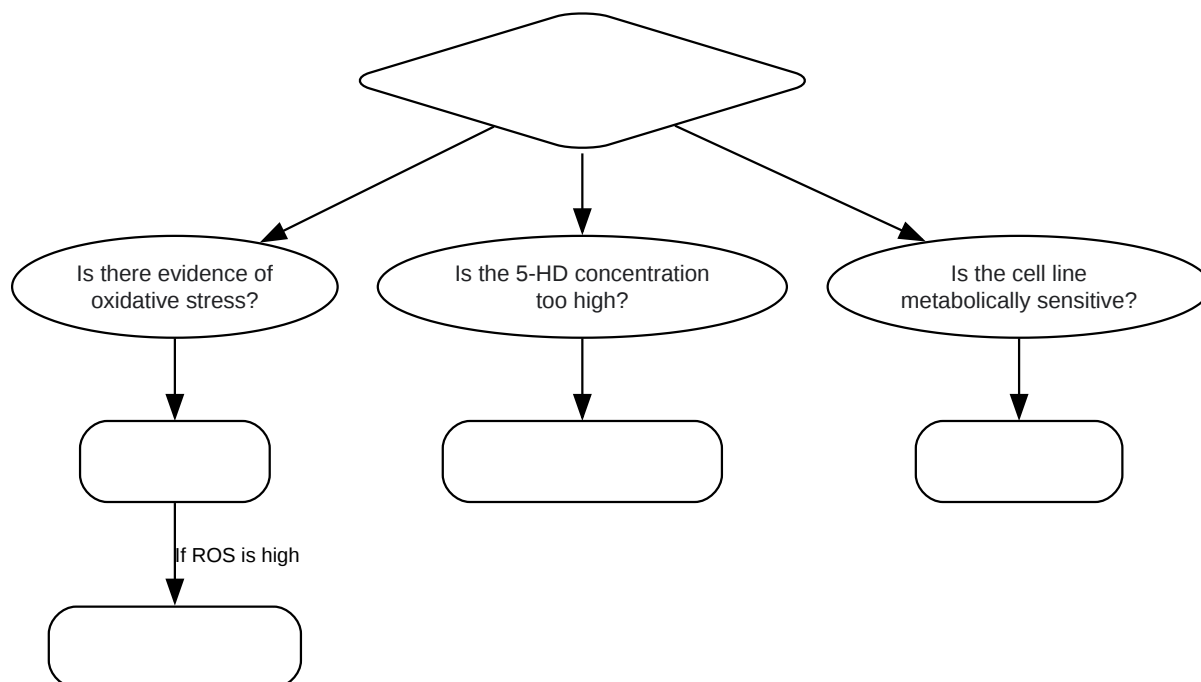 Is there evidence of
oxidative stress?
Is the 5-HD concentration
too high?
Is the cell line
metabolically sensitive?
If ROS is high